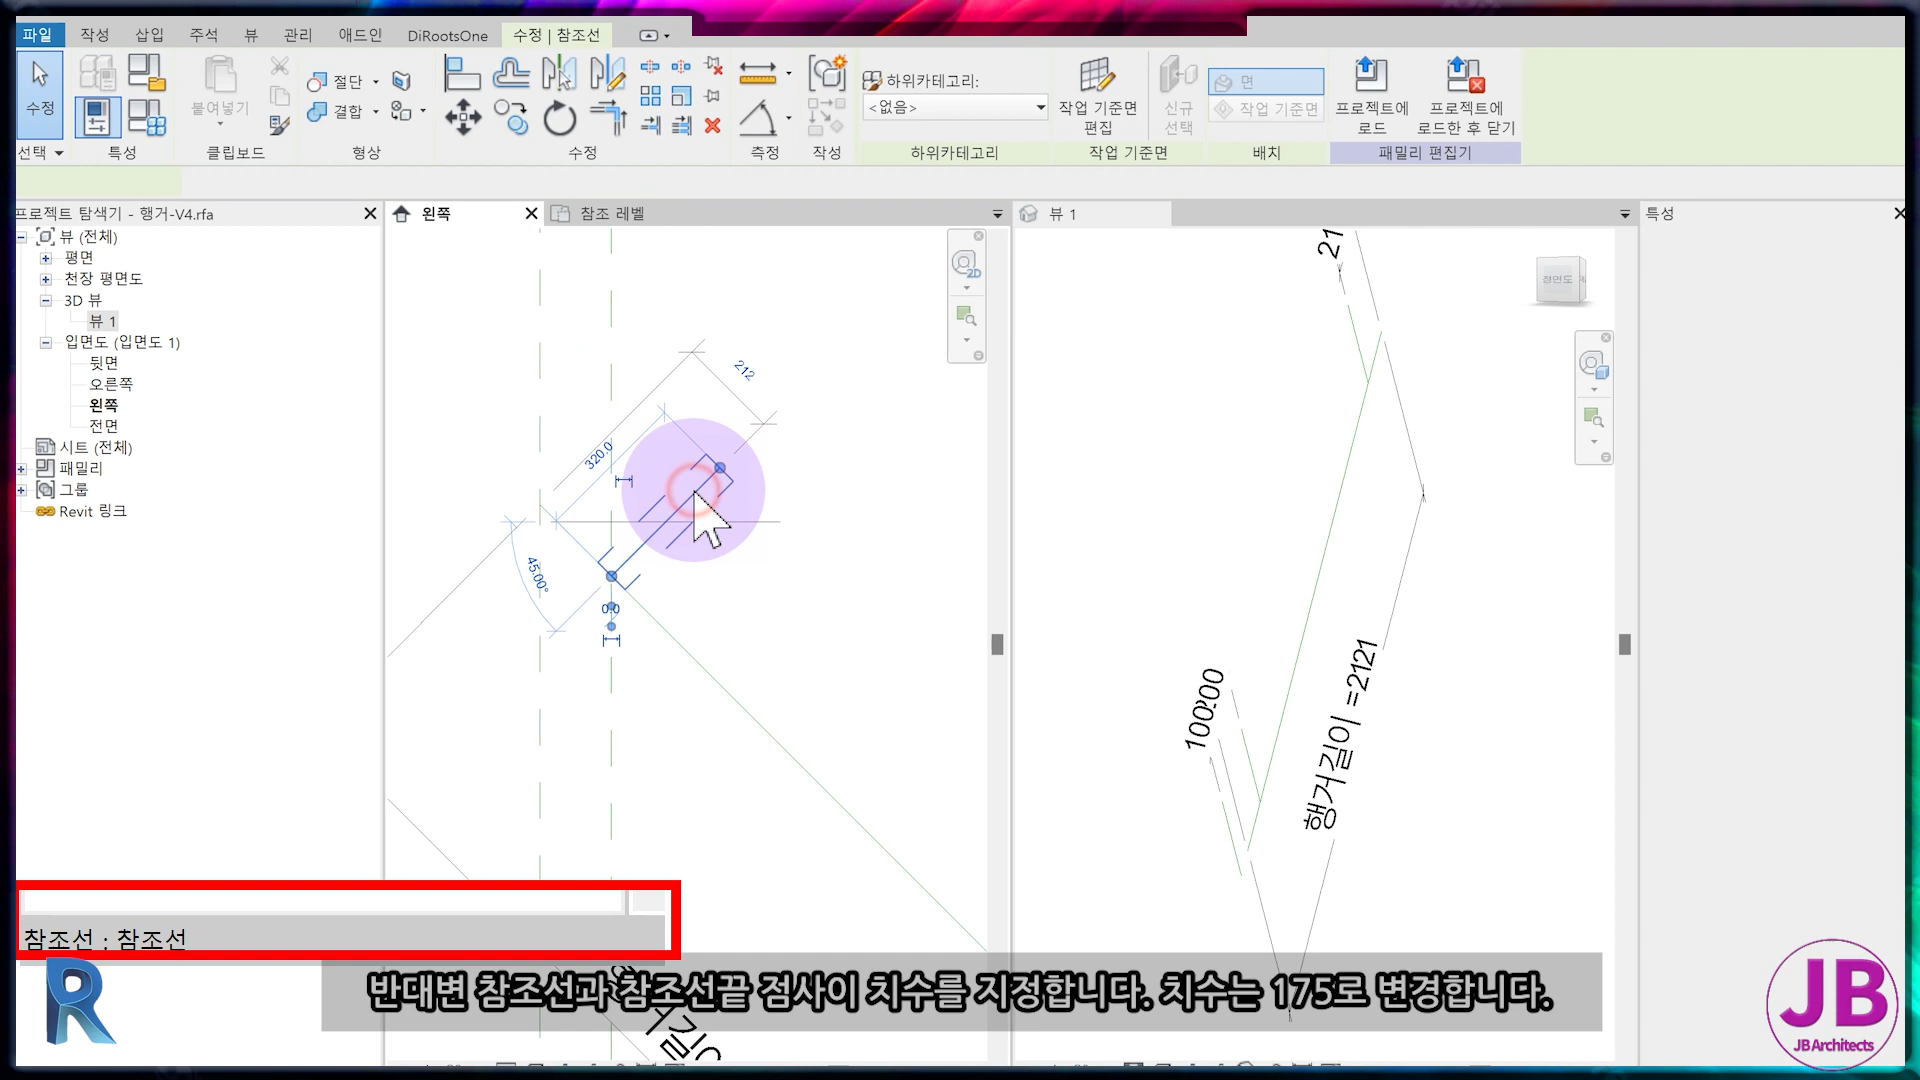 파일 작성 삽입 주석 뷰 관리 애드인 DiRootsOne 수정 | 참조선
수정
붙여넣기
절단
결합
하위카테고리:
<없음>
작업 기준면
편집
신규
선택
면
작업 기준면
프로젝트에
로드
프로젝트에
로드한 후 닫기
선택 특성 클립보드 형상 수정 측정 작성 하위카테고리 작업 기준면 배치 패밀리 편집기
프로젝트 탐색기 - 행거-V4.rfa
왼쪽
참조 레벨
뷰 1
특성
뷰 (전체)
평면
천장 평면도
3D 뷰
뷰 1
입면도 (입면도 1)
뒷면
오른쪽
왼쪽
전면
시트 (전체)
패밀리
그룹
Revit 링크
2D
212
320.0
45.00°
0.0
21
정면도
행거길이 =2121
참조선 : 참조선
반대변 참조선과 참조선끝 점사이 치수를 지정합니다. 치수는 175로 변경합니다.
R
JB
JB Architects